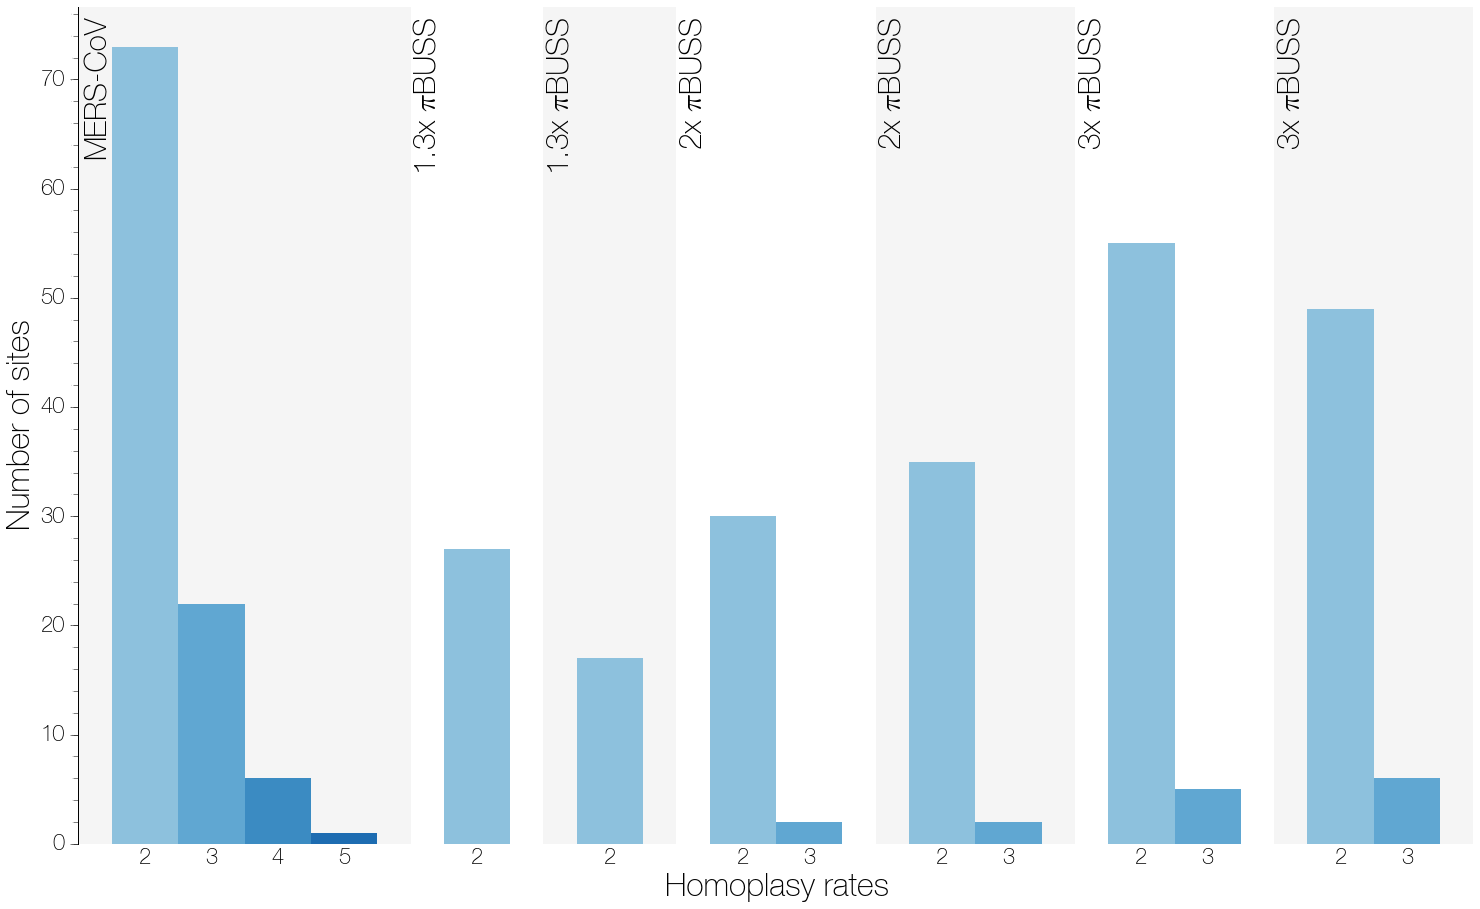 MERS-CoV
1.3x πBUSS
1.3x πBUSS
2x πBUSS
2x πBUSS
3x πBUSS
3x πBUSS
Number of sites
70
60
50
40
30
20
10
0
2 3 4 5 2 2 2 3 2 3 2 3 2 3
Homoplasy rates